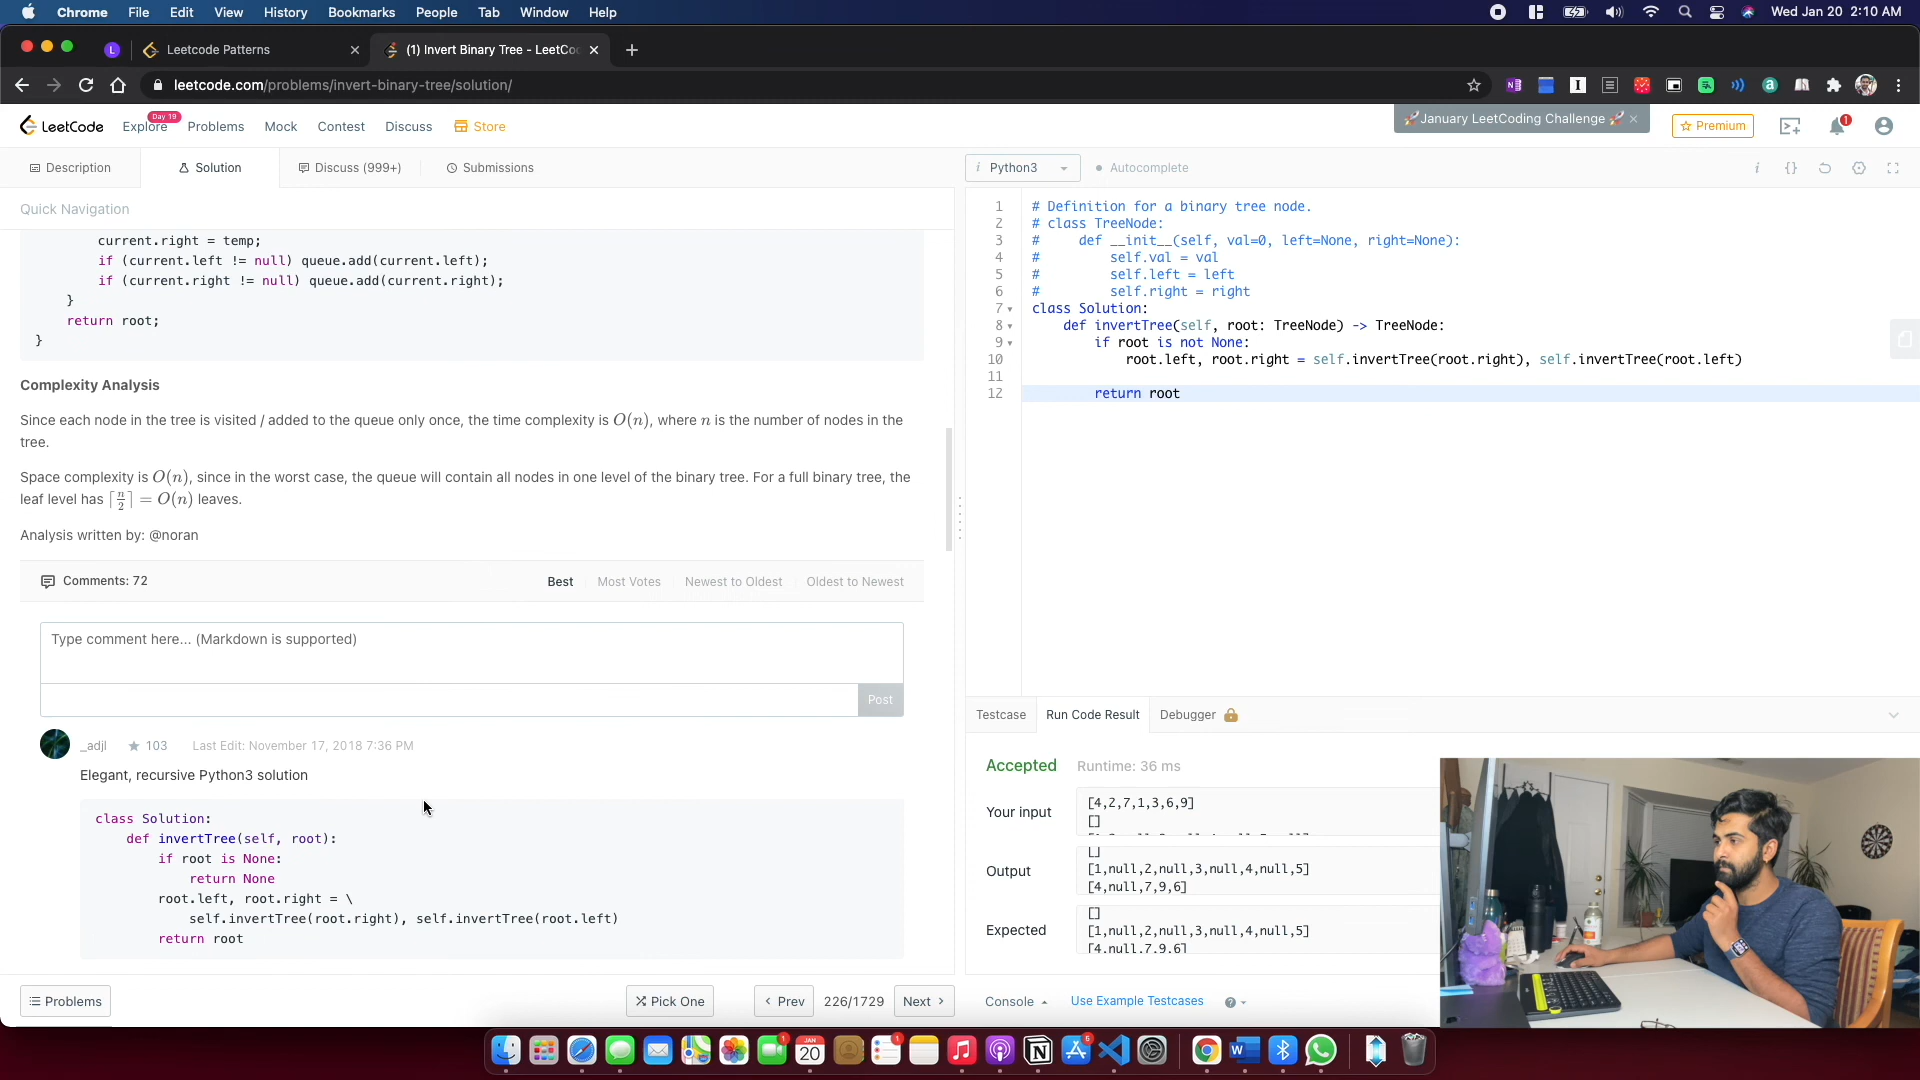 Chrome File Edit View History Bookmarks People Tab Window Help
Wed Jan 20 2:10 AM
L
Leetcode Patterns
(1) Invert Binary Tree - LeetCo
leetcode.com/problems/invert-binary-tree/solution/
LeetCode
Explore
Day 19
Problems Mock Contest Discuss Store
🚀January LeetCoding Challenge 🚀
Premium
1
Description Solution Discuss (999+) Submissions
Quick Navigation
current.right = temp;
if (current.left != null) queue.add(current.left);
if (current.right != null) queue.add(current.right);
}
return root;
}
Complexity Analysis
Since each node in the tree is visited / added to the queue only once, the time complexity is O(n), where n is the number of nodes in the
tree.
Space complexity is O(n), since in the worst case, the queue will contain all nodes in one level of the binary tree. For a full binary tree, the
leaf level has ⌈n/2⌉ = O(n) leaves.
Analysis written by: @noran
Comments: 72
Best Most Votes Newest to Oldest Oldest to Newest
Type comment here... (Markdown is supported)
Post
_adjl ★ 103 Last Edit: November 17, 2018 7:36 PM
Elegant, recursive Python3 solution
class Solution:
def invertTree(self, root):
if root is None:
return None
root.left, root.right = \
self.invertTree(root.right), self.invertTree(root.left)
return root
Problems
Pick One
Prev 226/1729 Next
i Python3
Autocomplete
i {}
1 # Definition for a binary tree node.
2 # class TreeNode:
3 # def __init__(self, val=0, left=None, right=None):
4 # self.val = val
5 # self.left = left
6 # self.right = right
7 class Solution:
8 def invertTree(self, root: TreeNode) -> TreeNode:
9 if root is not None:
10 root.left, root.right = self.invertTree(root.right), self.invertTree(root.left)
11
12 return root
Testcase Run Code Result Debugger
Accepted Runtime: 36 ms
Your input
[4,2,7,1,3,6,9]
[]
Output
[]
[1,null,2,null,3,null,4,null,5]
[4,null,7,9,6]
Expected
[]
[1,null,2,null,3,null,4,null,5]
[4,null,7,9,6]
Console Use Example Testcases ?
1
JAN
20
1
6